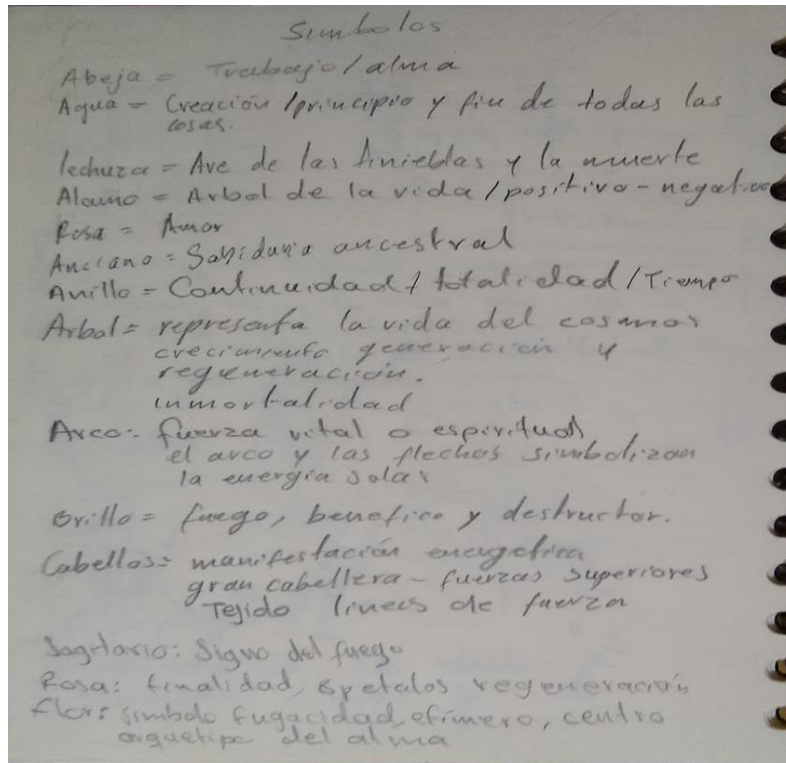 Simbolos
Abeja = Trabajo/alma
Agua = Creación/principio y fin de todas las
cosas.
lechuza = Ave de las tinieblas y la muerte
Alamo = Arbol de la vida/positivo-negativo
Rosa = Amor
Anciano = Sabiduria ancestral
Anillo = Continuidad/totalidad/Tiempo
Arbol = representa la vida del cosmos
crecimiento generación y
regeneración.
inmortalidad
Arco: fuerza vital o espiritual
el arco y las flechas simbolizan
la energia solar
Brillo = fuego, benefico y destructor.
Cabellos = manifestación energetica
gran cabellera - fuerzas superiores
Tejido lineas de fuerza
Sagitario: Signo del fuego
Rosa: finalidad, 8 petalos regeneración
flor: simbolo fugacidad, efimero, centro
arquetipo del alma